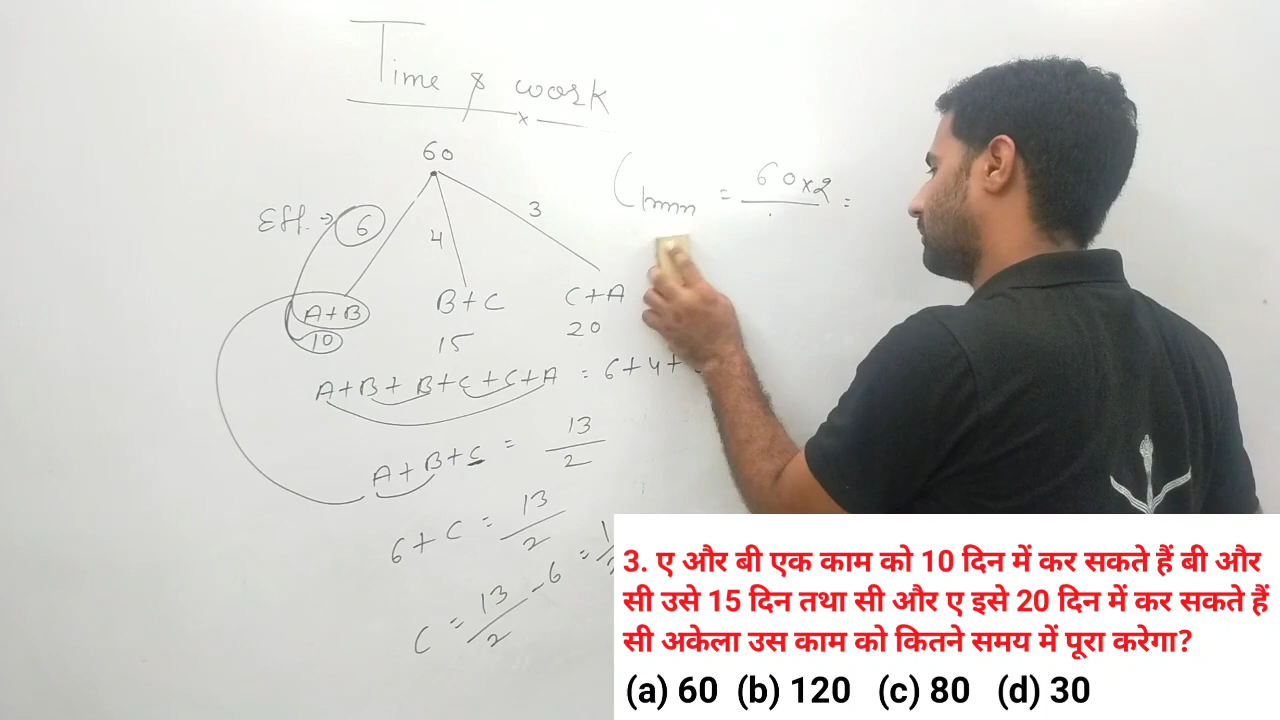 Time & work
60
Eff. → 6 4 3
A+B B+C C+A
10 15 20
A+B+B+C+C+A = 6+4+
A+B+C = 13/2
6+C = 13/2
C = 13/2 - 6 = 1/
= 60×2/ =
3. ए और बी एक काम को 10 दिन में कर सकते हैं बी और
सी उसे 15 दिन तथा सी और ए इसे 20 दिन में कर सकते हैं
सी अकेला उस काम को कितने समय में पूरा करेगा?
(a) 60 (b) 120 (c) 80 (d) 30